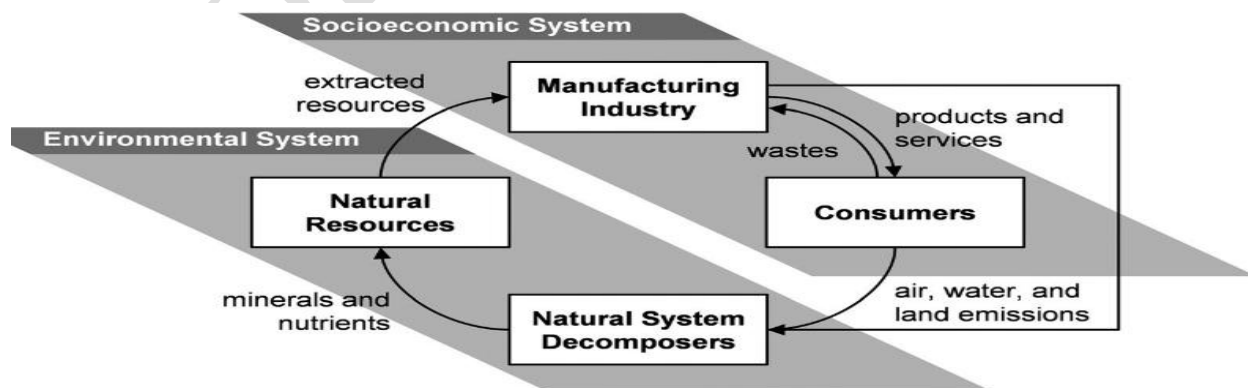 Socioeconomic System
extracted
resources
Manufacturing
Industry
products and
services
Environmental System
wastes
Natural
Resources
Consumers
minerals and
nutrients
Natural System
Decomposers
air, water, and
land emissions